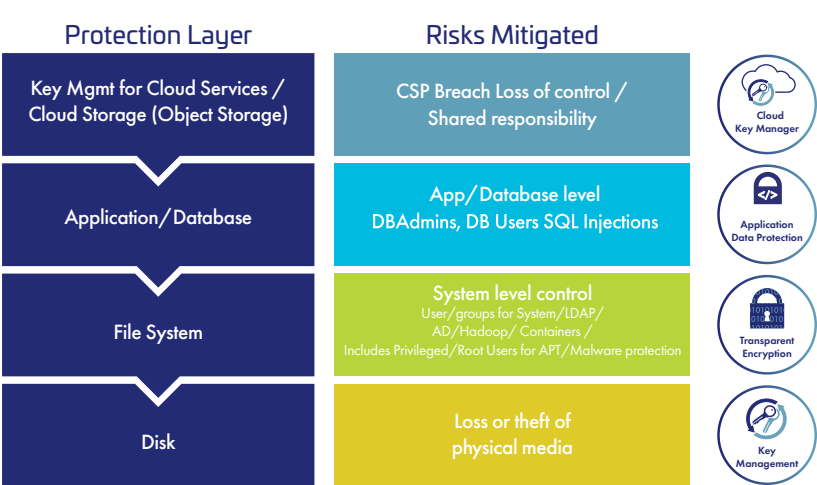 Protection Layer
Risks Mitigated
Key Mgmt for Cloud Services /
Cloud Storage (Object Storage)
CSP Breach Loss of control /
Shared responsibility
Cloud
Key Manager
Application/Database
App/Database level
DBAdmins, DB Users SQL Injections
</>
Application
Data Protection
File System
System level control
User/groups for System/LDAP/
AD/Hadoop/ Containers /
Includes Privileged/Root Users for APT/Malware protection
Transparent
Encryption
Disk
Loss or theft of
physical media
Key
Management